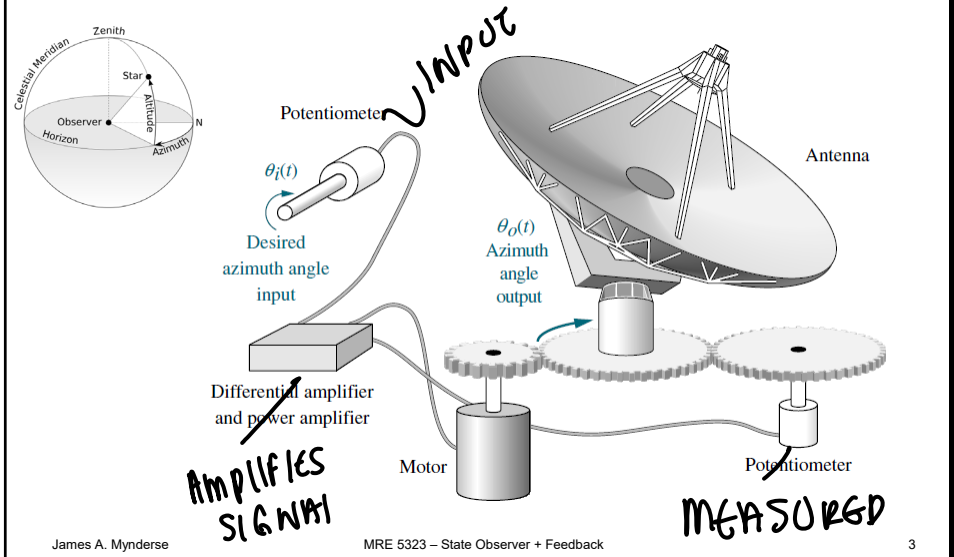 Zenith
Celestial Meridian
Star
Altitude
Observer
N
Horizon
Azimuth
INPUT
Potentiometer
θi(t)
Desired
azimuth angle
input
Antenna
θo(t)
Azimuth
angle
output
Differential amplifier
and power amplifier
AMPLIFIES
SIGNAl
Motor
Potentiometer
MEASURED
James A. Mynderse
MRE 5323 – State Observer + Feedback
3